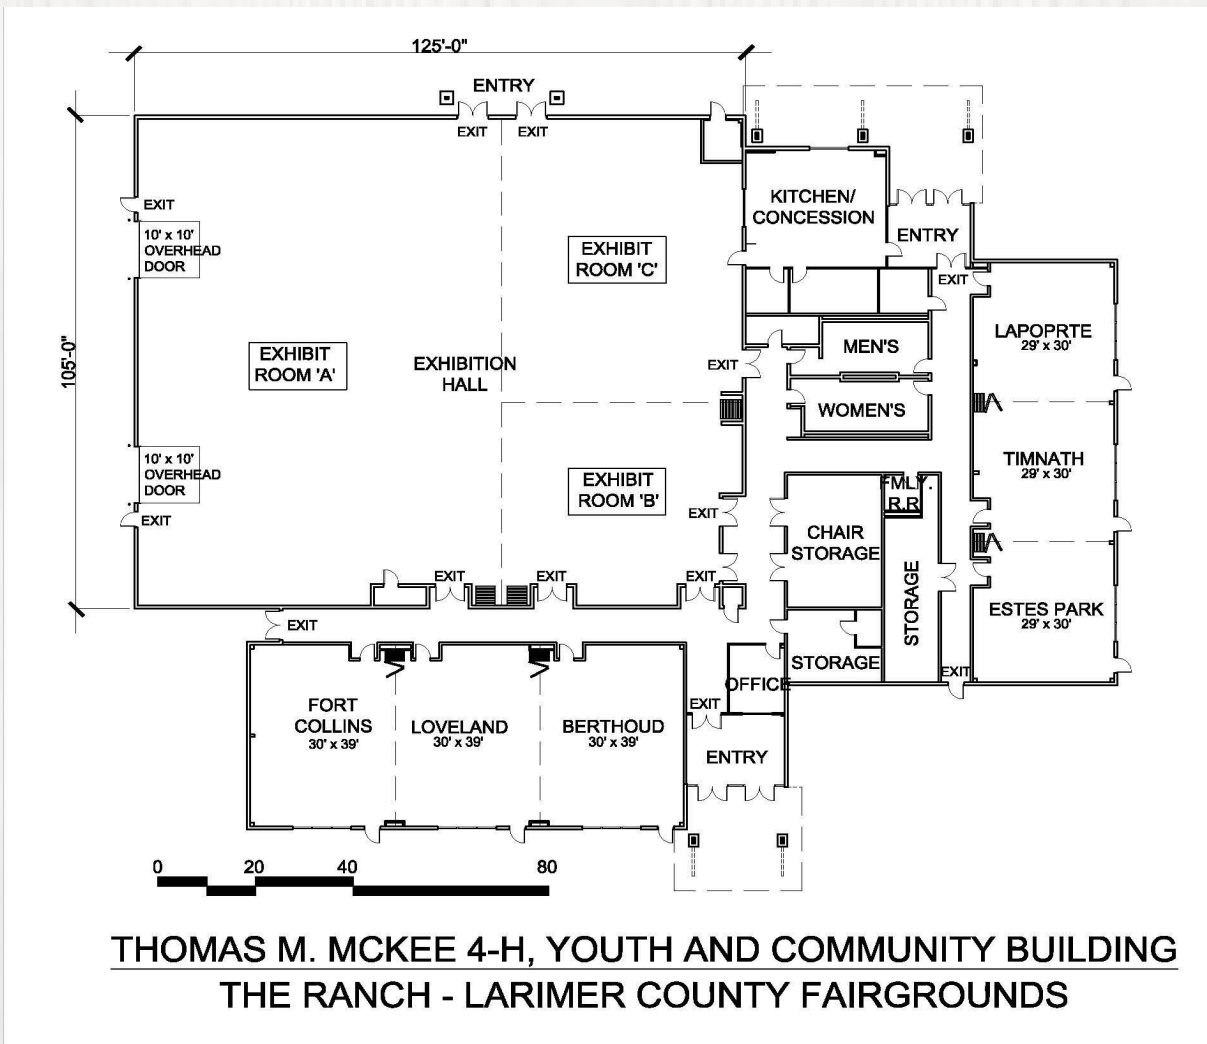 125'-0"
ENTRY
EXIT
EXIT
105'-0"
EXIT
10' x 10'
OVERHEAD
DOOR
EXHIBIT
ROOM 'C'
KITCHEN/
CONCESSION
ENTRY
EXIT
EXHIBIT
ROOM 'A'
EXHIBITION
HALL
EXIT
MEN'S
WOMEN'S
LAPOPRTE
29' x 30'
10' x 10'
OVERHEAD
DOOR
EXIT
EXHIBIT
ROOM 'B'
EXIT
TIMNATH
29' x 30'
FMLY.
R.R
CHAIR
STORAGE
STORAGE
EXIT
EXIT
EXIT
ESTES PARK
29' x 30'
EXIT
STORAGE
OFFICE
EXIT
EXIT
FORT
COLLINS
30' x 39'
LOVELAND
30' x 39'
BERTHOUD
30' x 39'
ENTRY
0 20 40 80
THOMAS M. MCKEE 4-H, YOUTH AND COMMUNITY BUILDING
THE RANCH - LARIMER COUNTY FAIRGROUNDS